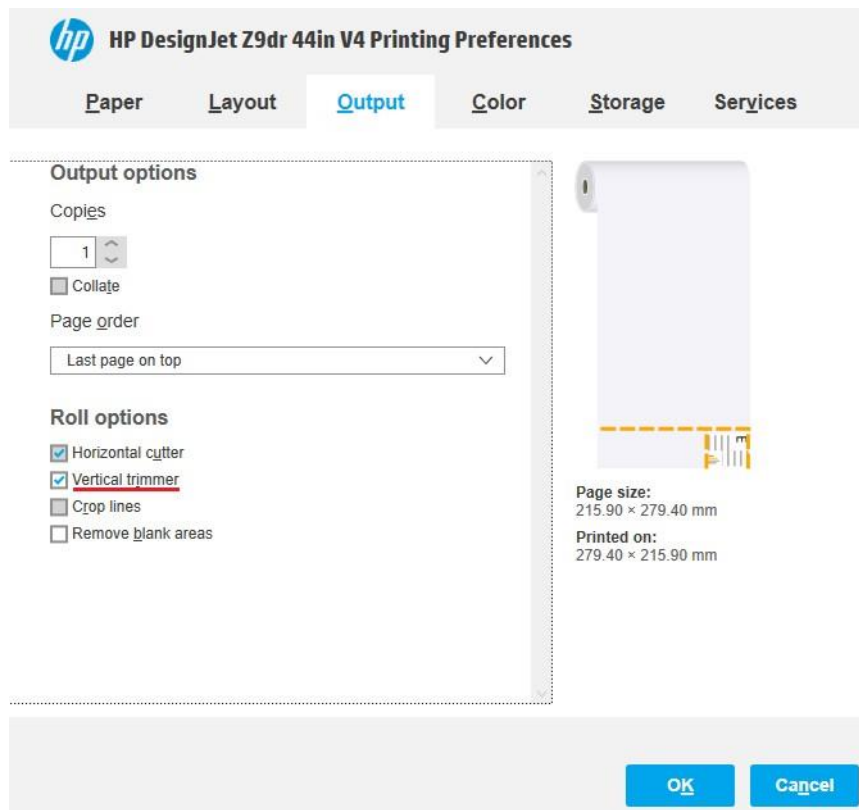 hp HP DesignJet Z9dr 44in V4 Printing Preferences
Paper Layout Output Color Storage Services
Output options
Copies
1
Collate
Page order
Last page on top
Roll options
Horizontal cutter
Vertical trimmer
Crop lines
Remove blank areas
Page size:
215.90 × 279.40 mm
Printed on:
279.40 × 215.90 mm
OK Cancel